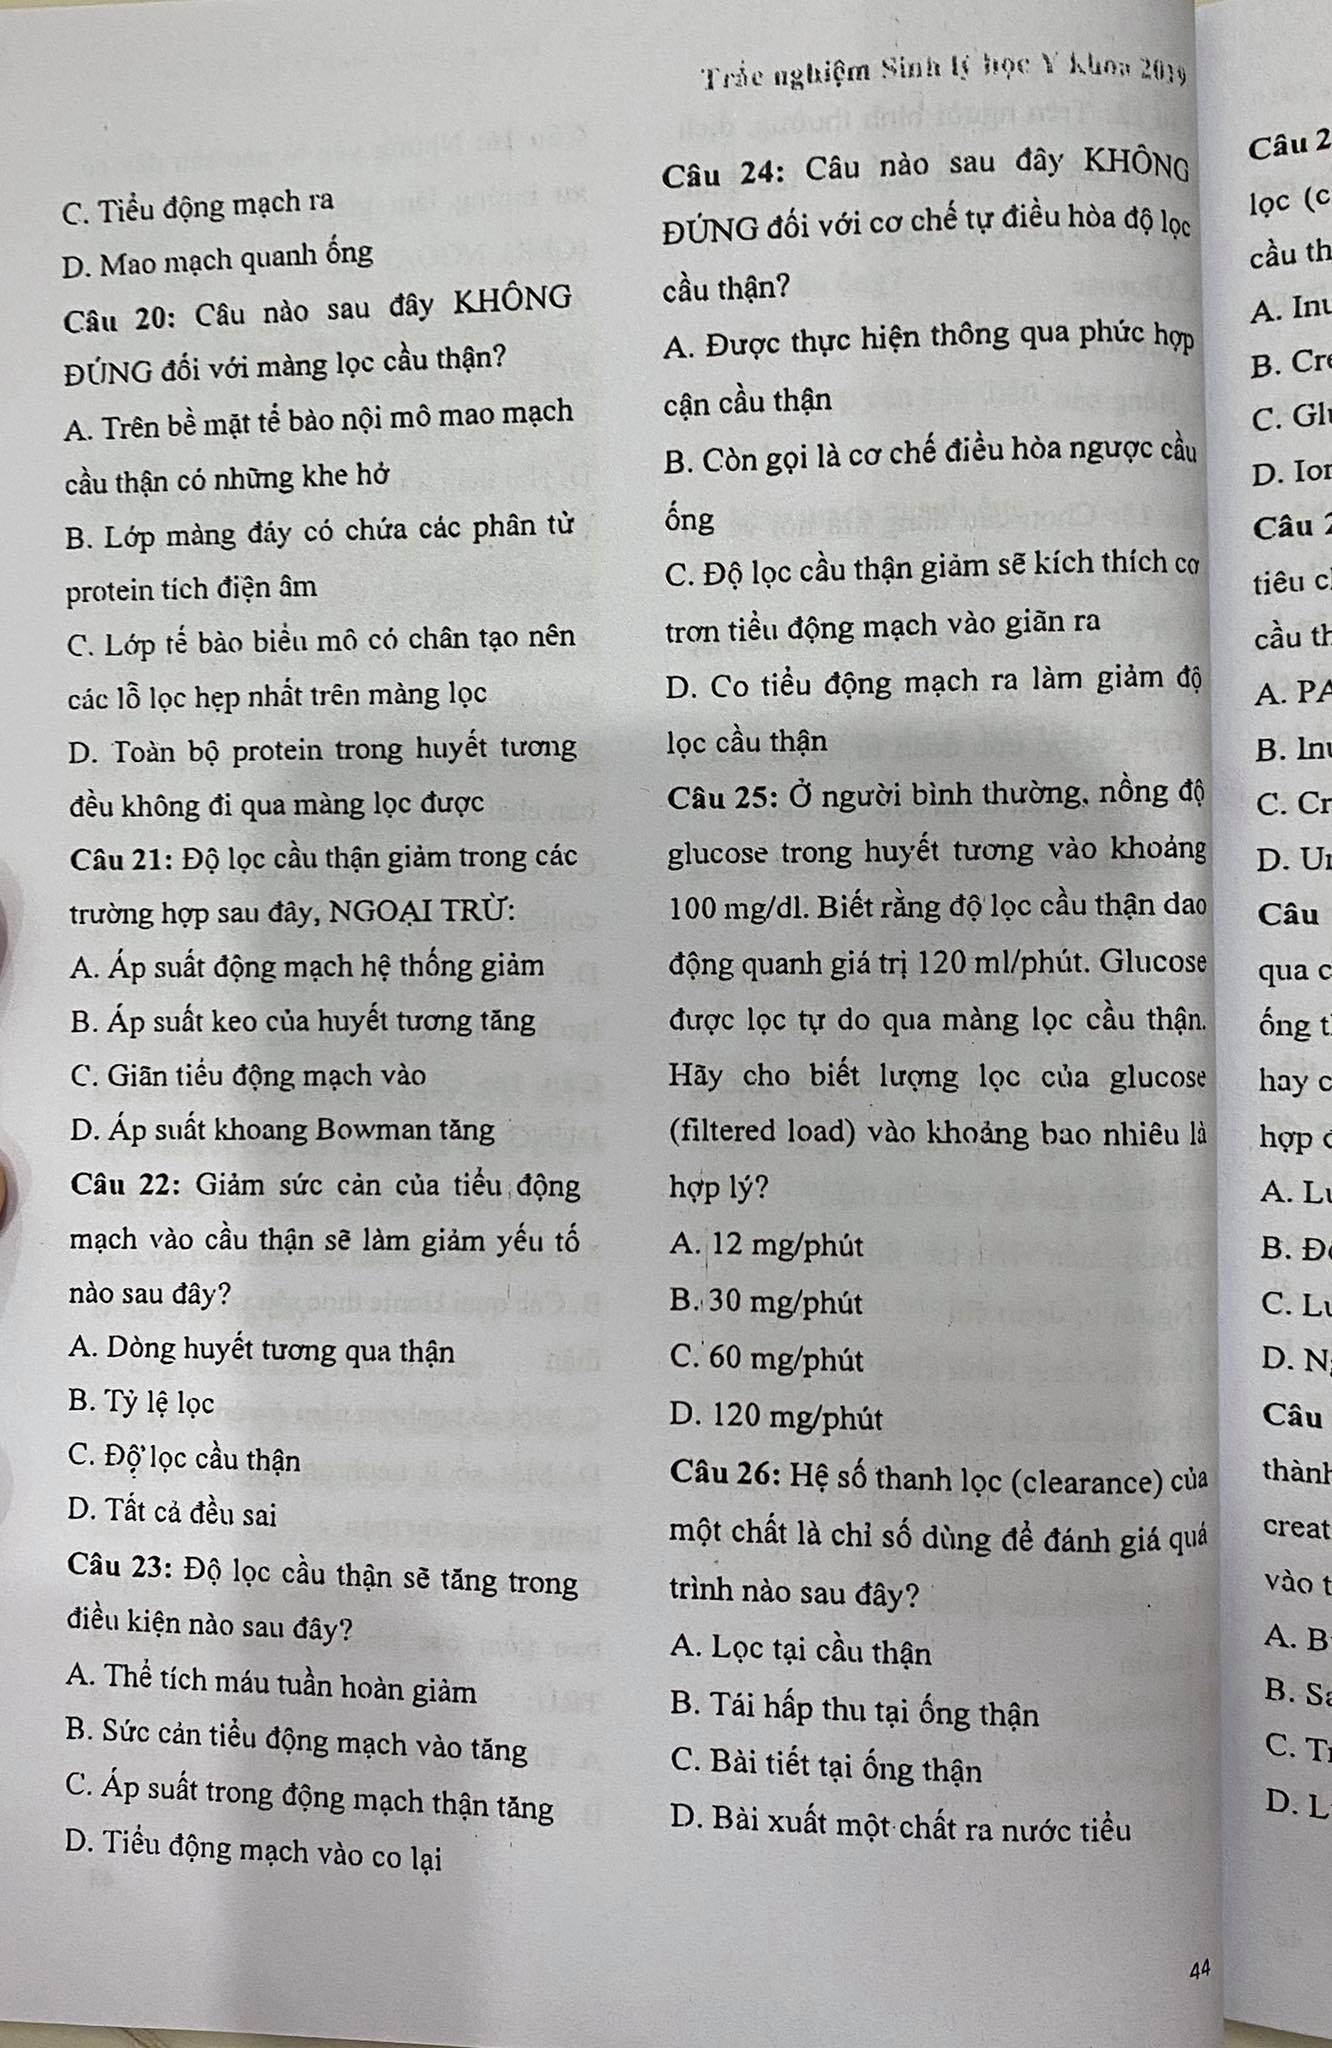 Trắc nghiệm Sinh lý học Y khoa 2019
C. Tiểu động mạch ra
D. Mao mạch quanh ống
Câu 20: Câu nào sau đây KHÔNG
ĐÚNG đối với màng lọc cầu thận?
A. Trên bề mặt tế bào nội mô mao mạch
cầu thận có những khe hở
B. Lớp màng đáy có chứa các phân tử
protein tích điện âm
C. Lớp tế bào biểu mô có chân tạo nên
các lỗ lọc hẹp nhất trên màng lọc
D. Toàn bộ protein trong huyết tương
đều không đi qua màng lọc được
Câu 21: Độ lọc cầu thận giảm trong các
trường hợp sau đây, NGOẠI TRỪ:
A. Áp suất động mạch hệ thống giảm
B. Áp suất keo của huyết tương tăng
C. Giãn tiểu động mạch vào
D. Áp suất khoang Bowman tăng
Câu 22: Giảm sức cản của tiểu động
mạch vào cầu thận sẽ làm giảm yếu tố
nào sau đây?
A. Dòng huyết tương qua thận
B. Tỷ lệ lọc
C. Độ lọc cầu thận
D. Tất cả đều sai
Câu 23: Độ lọc cầu thận sẽ tăng trong
điều kiện nào sau đây?
A. Thể tích máu tuần hoàn giảm
B. Sức cản tiểu động mạch vào tăng
C. Áp suất trong động mạch thận tăng
D. Tiểu động mạch vào co lại
Câu 24: Câu nào sau đây KHÔNG
ĐÚNG đối với cơ chế tự điều hòa độ lọc
cầu thận?
A. Được thực hiện thông qua phức hợp
cận cầu thận
B. Còn gọi là cơ chế điều hòa ngược cầu
ống
C. Độ lọc cầu thận giảm sẽ kích thích cơ
trơn tiểu động mạch vào giãn ra
D. Co tiểu động mạch ra làm giảm độ
lọc cầu thận
Câu 25: Ở người bình thường, nồng độ
glucose trong huyết tương vào khoảng
100 mg/dl. Biết rằng độ lọc cầu thận dao
động quanh giá trị 120 ml/phút. Glucose
được lọc tự do qua màng lọc cầu thận.
Hãy cho biết lượng lọc của glucose
(filtered load) vào khoảng bao nhiêu là
hợp lý?
A. 12 mg/phút
B. 30 mg/phút
C. 60 mg/phút
D. 120 mg/phút
Câu 26: Hệ số thanh lọc (clearance) của
một chất là chỉ số dùng để đánh giá quá
trình nào sau đây?
A. Lọc tại cầu thận
B. Tái hấp thu tại ống thận
C. Bài tiết tại ống thận
D. Bài xuất một chất ra nước tiểu
44
Câu 2
lọc (c
cầu th
A.
B.
C.
D.
Câu
tiêu
cầu th
A.
B.
C.
D.
Câu
qua
ống
hay
hợp
A.
B.
C.
D.
Câu
thành
creat
vào
A.
B.
C.
D.